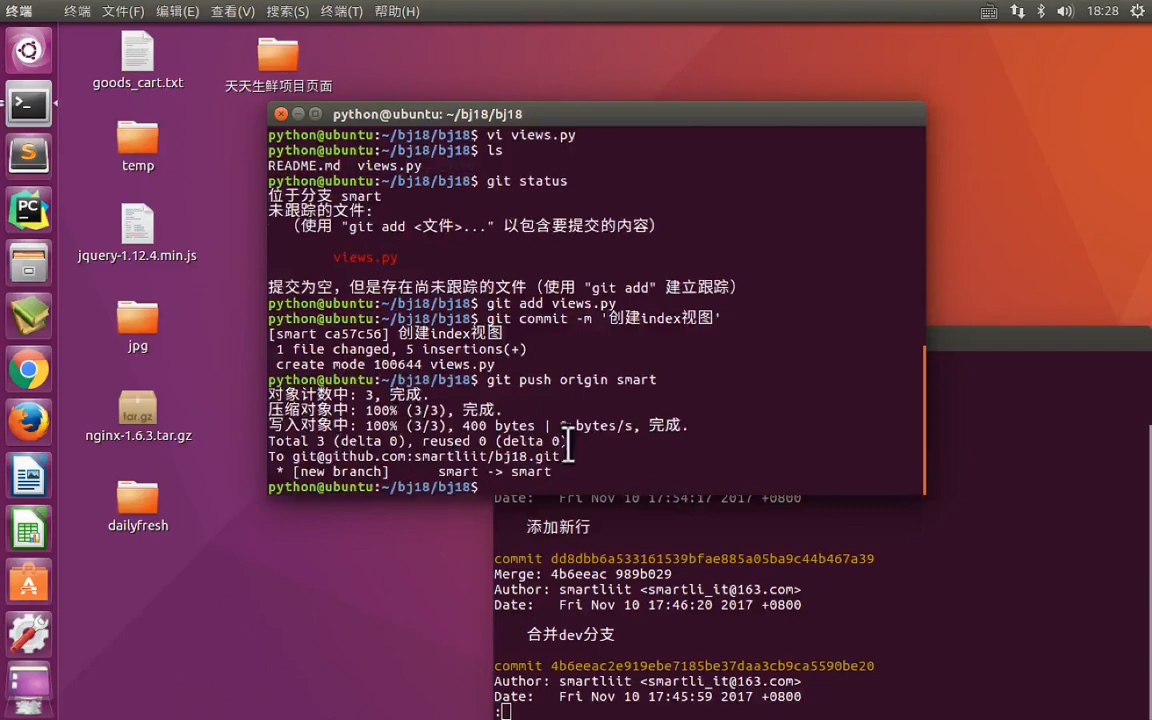 终端
终端 文件(F) 编辑(E) 查看(V) 搜索(S) 终端(T) 帮助(H)
18:28
goods_cart.txt
天天生鲜项目页面
temp
jquery-1.12.4.min.js
jpg
tar.gz
nginx-1.6.3.tar.gz
dailyfresh
python@ubuntu: ~/bj18/bj18
python@ubuntu:~/bj18/bj18$ vi views.py
python@ubuntu:~/bj18/bj18$ ls
README.md views.py
python@ubuntu:~/bj18/bj18$ git status
位于分支 smart
未跟踪的文件:
（使用 "git add <文件>..." 以包含要提交的内容）
views.py
提交为空，但是存在尚未跟踪的文件（使用 "git add" 建立跟踪）
python@ubuntu:~/bj18/bj18$ git add views.py
python@ubuntu:~/bj18/bj18$ git commit -m '创建index视图'
[smart ca57c56] 创建index视图
1 file changed, 5 insertions(+)
create mode 100644 views.py
python@ubuntu:~/bj18/bj18$ git push origin smart
对象计数中: 3, 完成.
压缩对象中: 100% (3/3), 完成.
写入对象中: 100% (3/3), 400 bytes | bytes/s, 完成.
Total 3 (delta 0), reused 0 (delta 0)
To git@github.com:smartliit/bj18.git
* [new branch] smart -> smart
python@ubuntu:~/bj18/bj18$
Date: Fri Nov 10 17:54:17 2017 +0800
添加新行
commit dd8dbb6a533161539bfae885a05ba9c44b467a39
Merge: 4b6eeac 989b029
Author: smartliit <smartli_it@163.com>
Date: Fri Nov 10 17:46:20 2017 +0800
合并dev分支
commit 4b6eeac2e919ebe7185be37daa3cb9ca5590be20
Author: smartliit <smartli_it@163.com>
Date: Fri Nov 10 17:45:59 2017 +0800
: